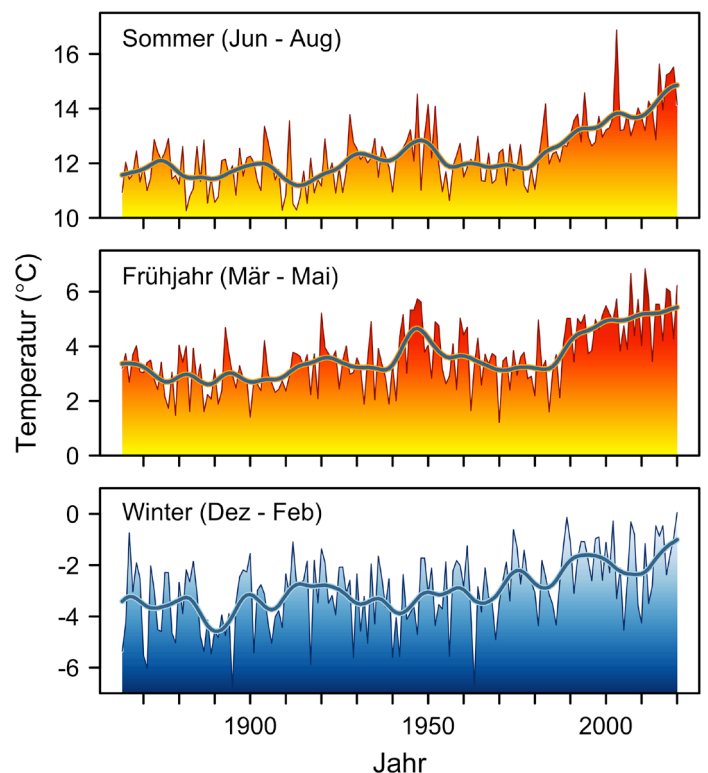 Sommer (Jun - Aug)
16
14
12
10
Temperatur (°C)
Frühjahr (Mär - Mai)
6
4
2
0
Winter (Dez - Feb)
0
-2
-4
-6
1900 1950 2000
Jahr